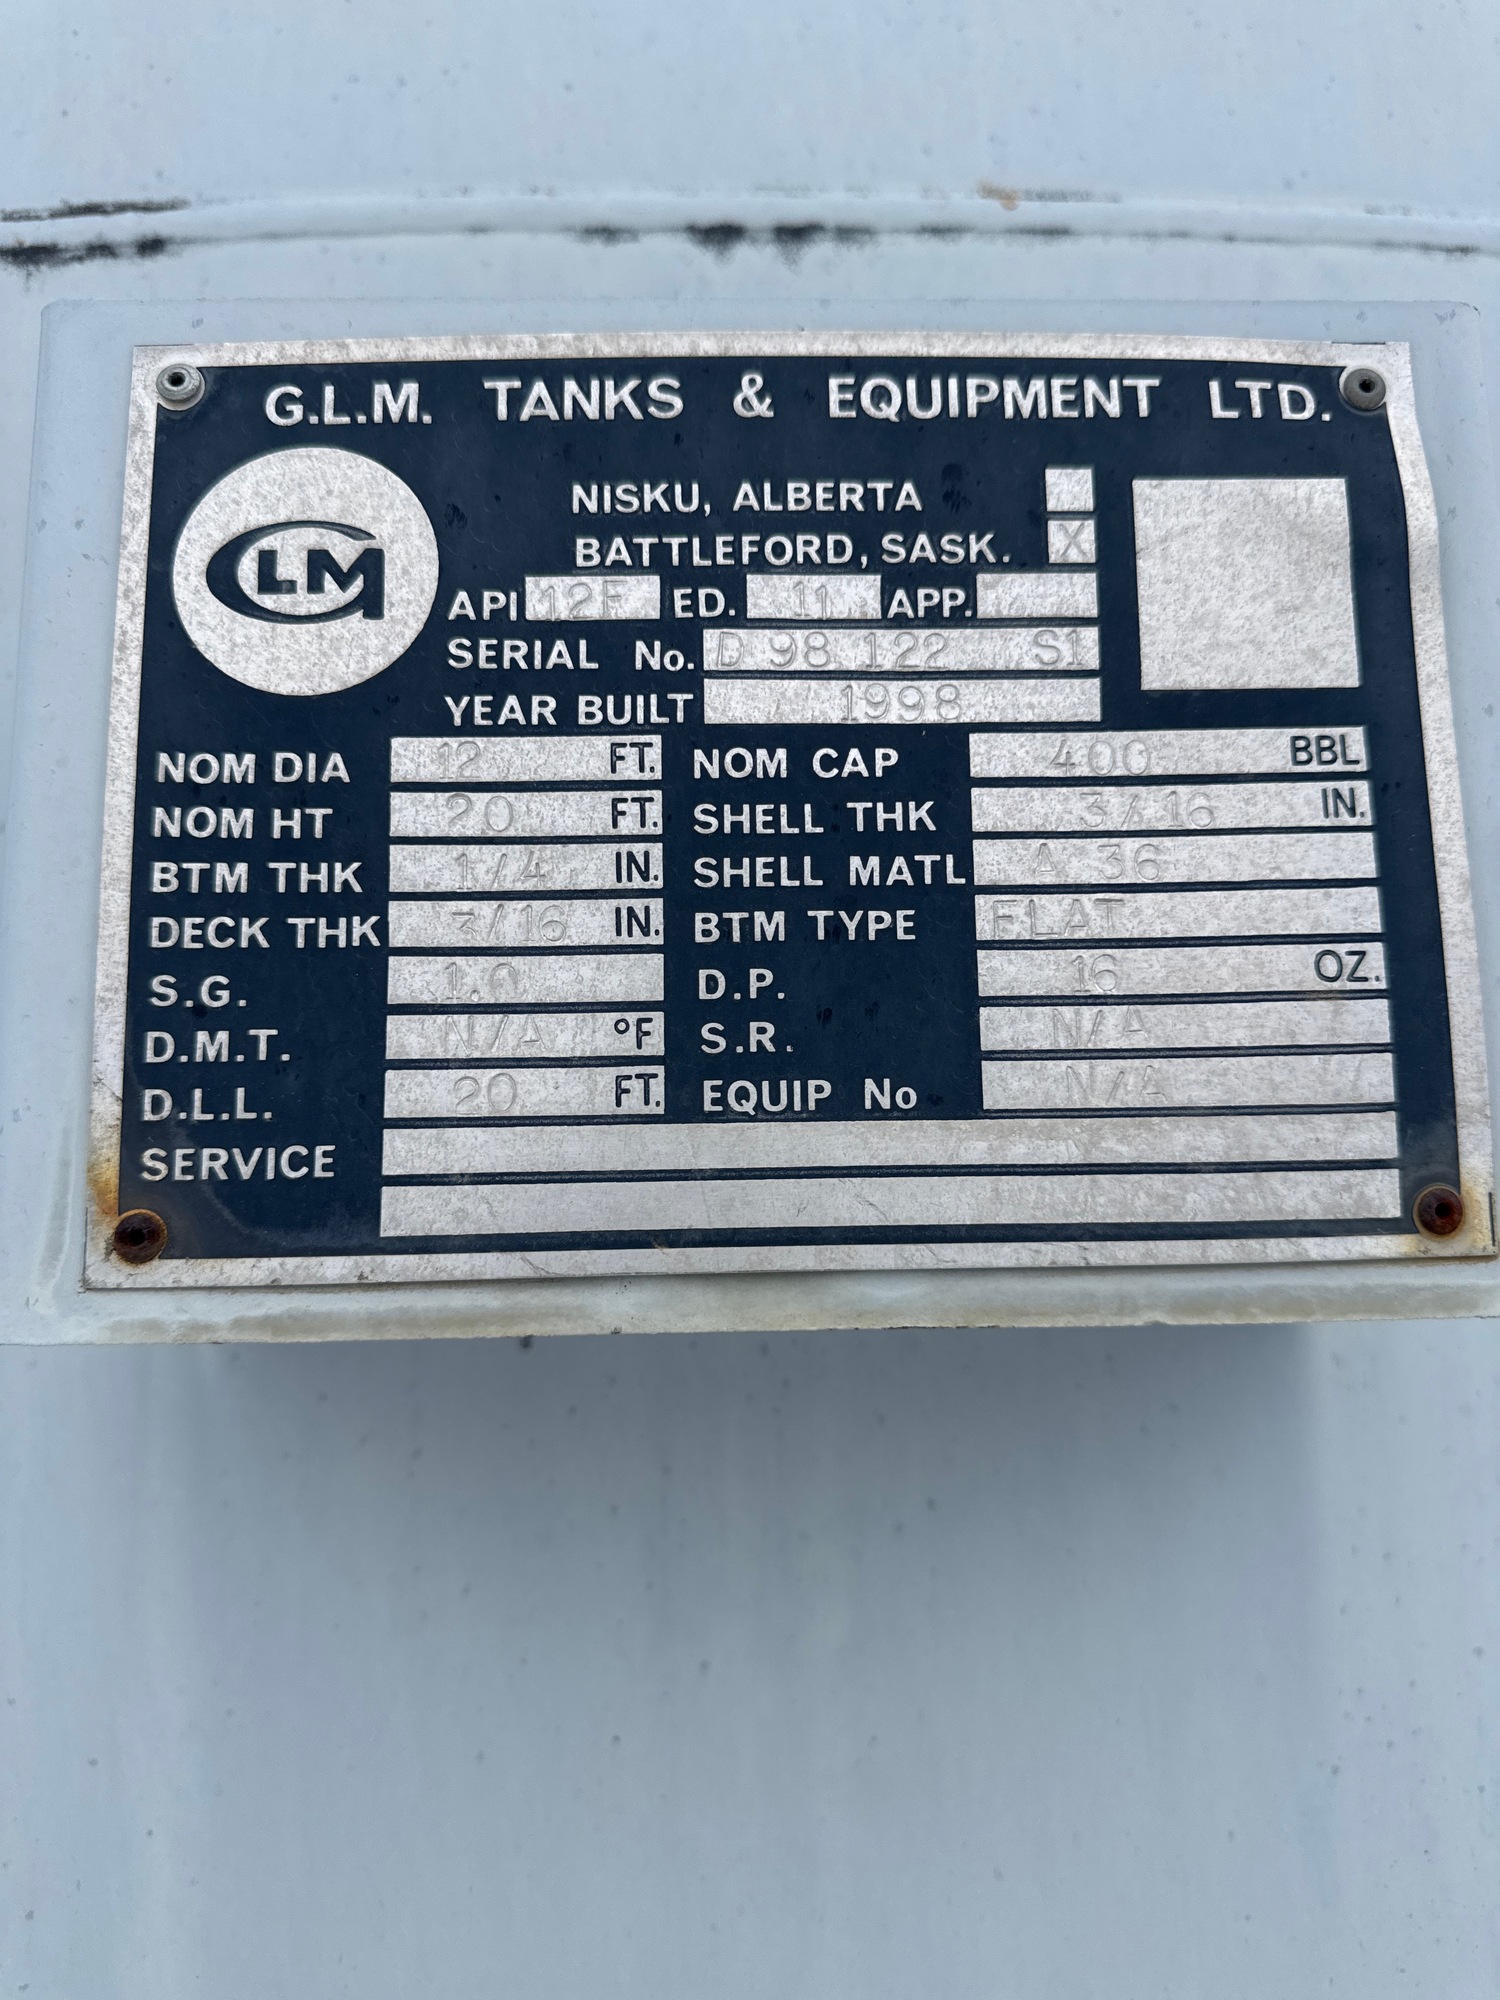 G.L.M. TANKS & EQUIPMENT LTD.
GLM
NISKU, ALBERTA
BATTLEFORD, SASK. X
API 12F ED. 11 APP.
SERIAL No. D 98 122 S1
YEAR BUILT 1998
NOM DIA 12 FT. NOM CAP 400 BBL
NOM HT 20 FT. SHELL THK 3/16 IN.
BTM THK 1/4 IN. SHELL MATL A 36
DECK THK 3/16 IN. BTM TYPE FLAT
S.G. 1.0 D.P. 16 OZ.
D.M.T. N/A °F S.R. N/A
D.L.L. 20 FT. EQUIP No N/A
SERVICE